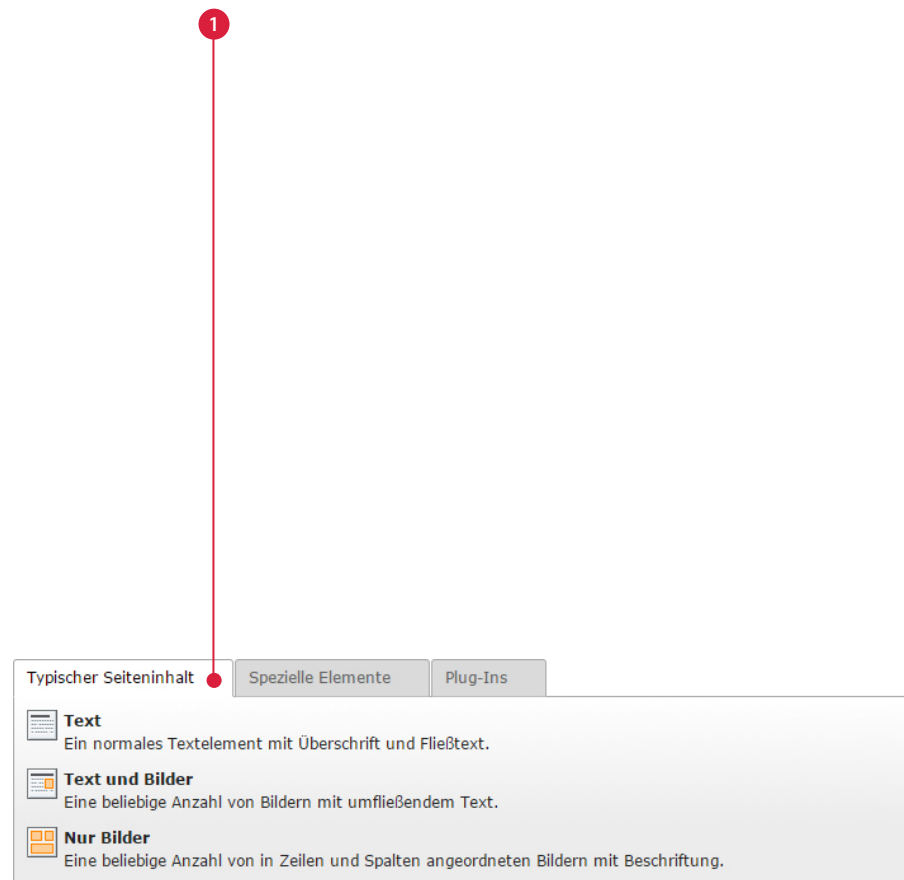 1
Typischer Seiteninhalt Spezielle Elemente Plug-Ins
Text
Ein normales Textelement mit Überschrift und Fließtext.
Text und Bilder
Eine beliebige Anzahl von Bildern mit umfließendem Text.
Nur Bilder
Eine beliebige Anzahl von in Zeilen und Spalten angeordneten Bildern mit Beschriftung.